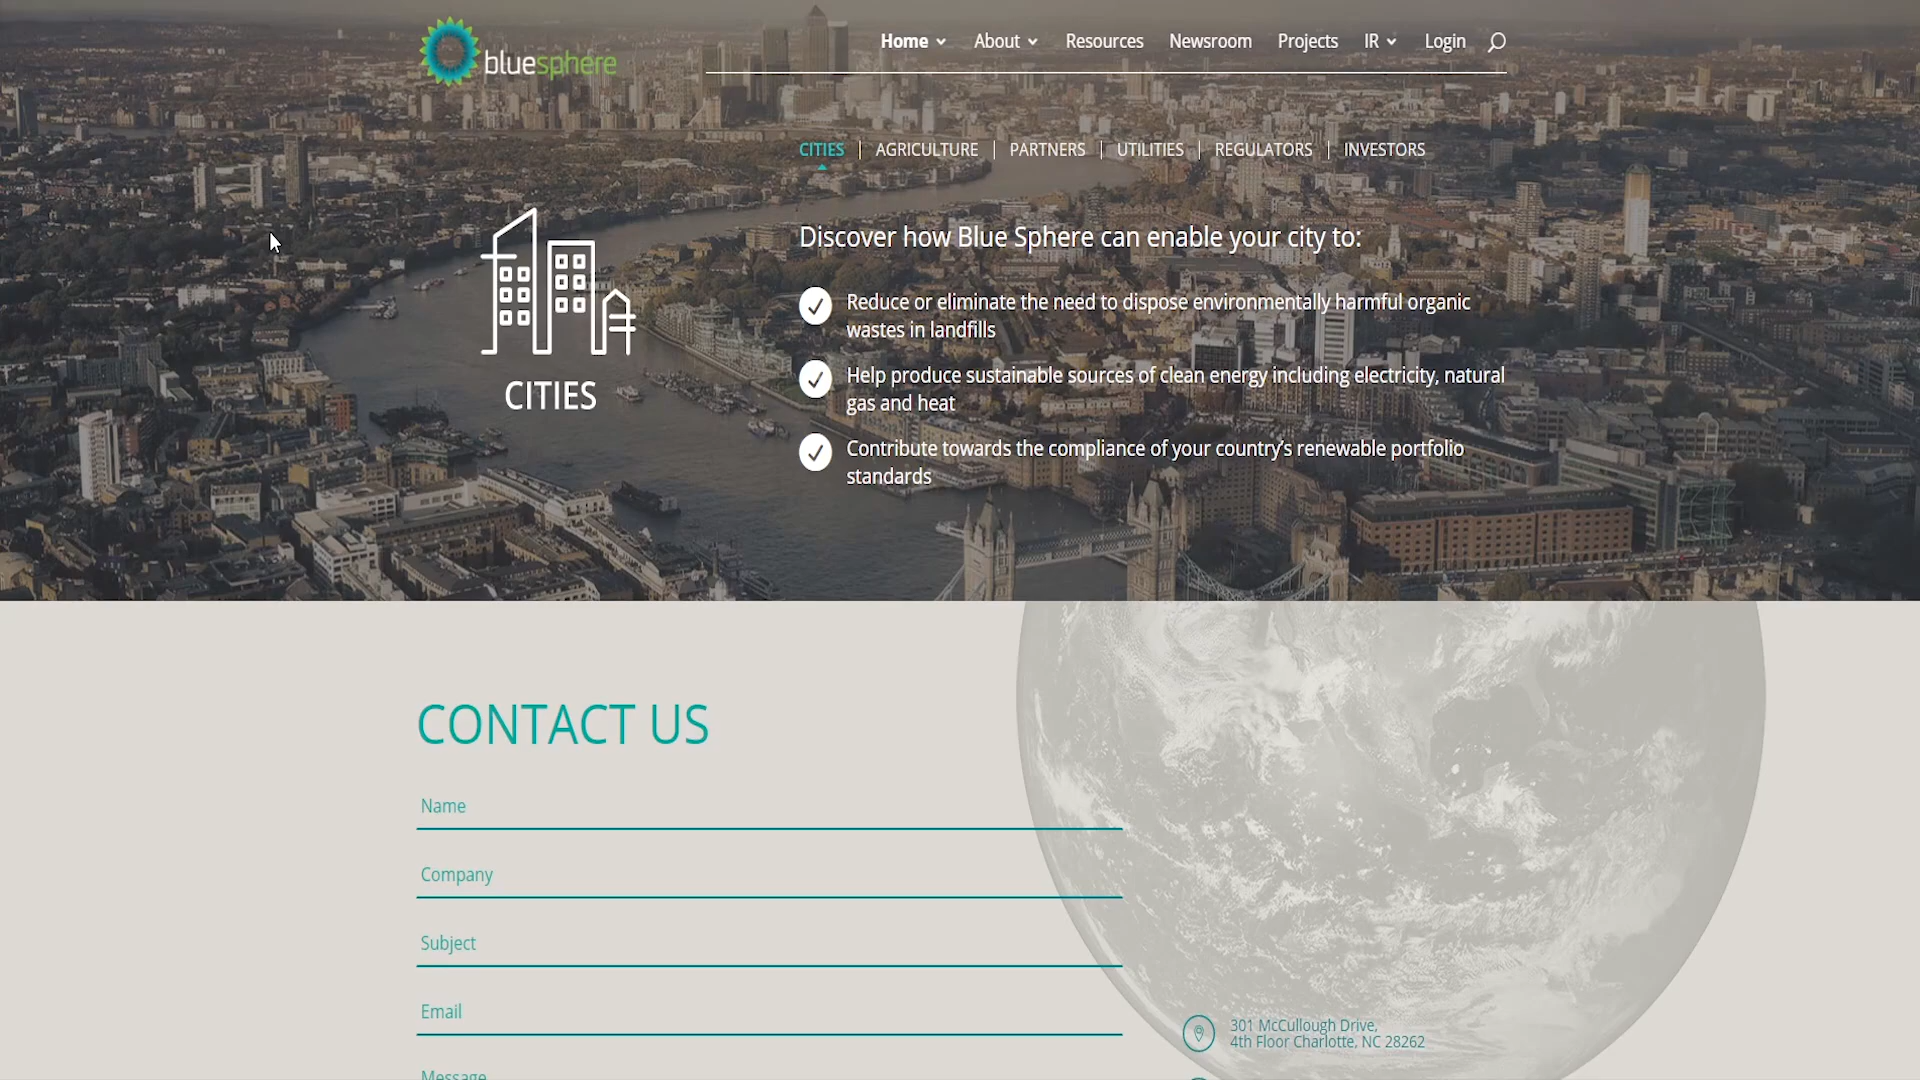 bluesphere
Home
About
Resources
Newsroom
Projects
IR
Login
CITIES
AGRICULTURE
PARTNERS
UTILITIES
REGULATORS
INVESTORS
CITIES
Discover how Blue Sphere can enable your city to:
Reduce or eliminate the need to dispose environmentally harmful organic
wastes in landfills
Help produce sustainable sources of clean energy including electricity, natural
gas and heat
Contribute towards the compliance of your country’s renewable portfolio
standards
CONTACT US
Name
Company
Subject
Email
Message
301 McCullough Drive,
4th Floor Charlotte, NC 28262